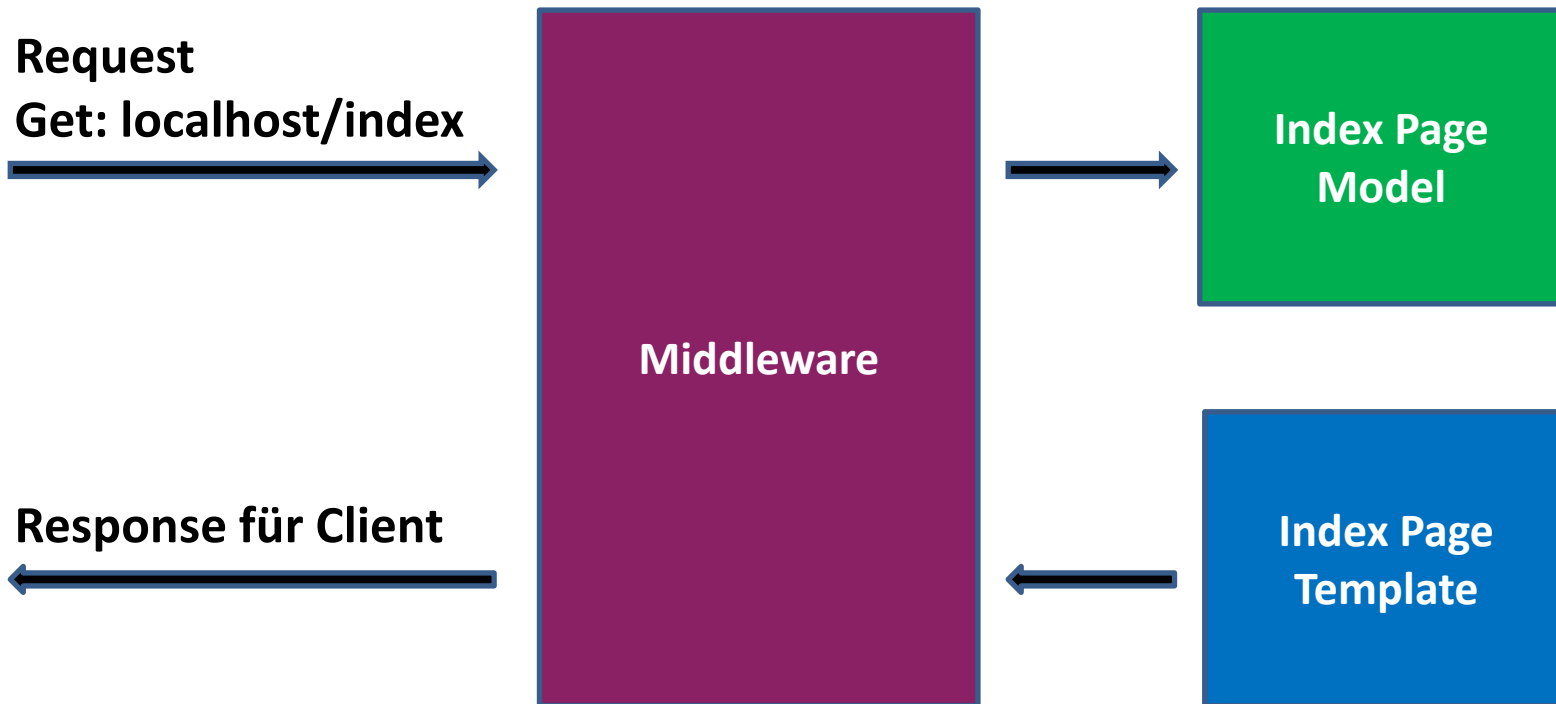 Request
Get: localhost/index
Index Page
Model
Middleware
Response für Client
Index Page
Template